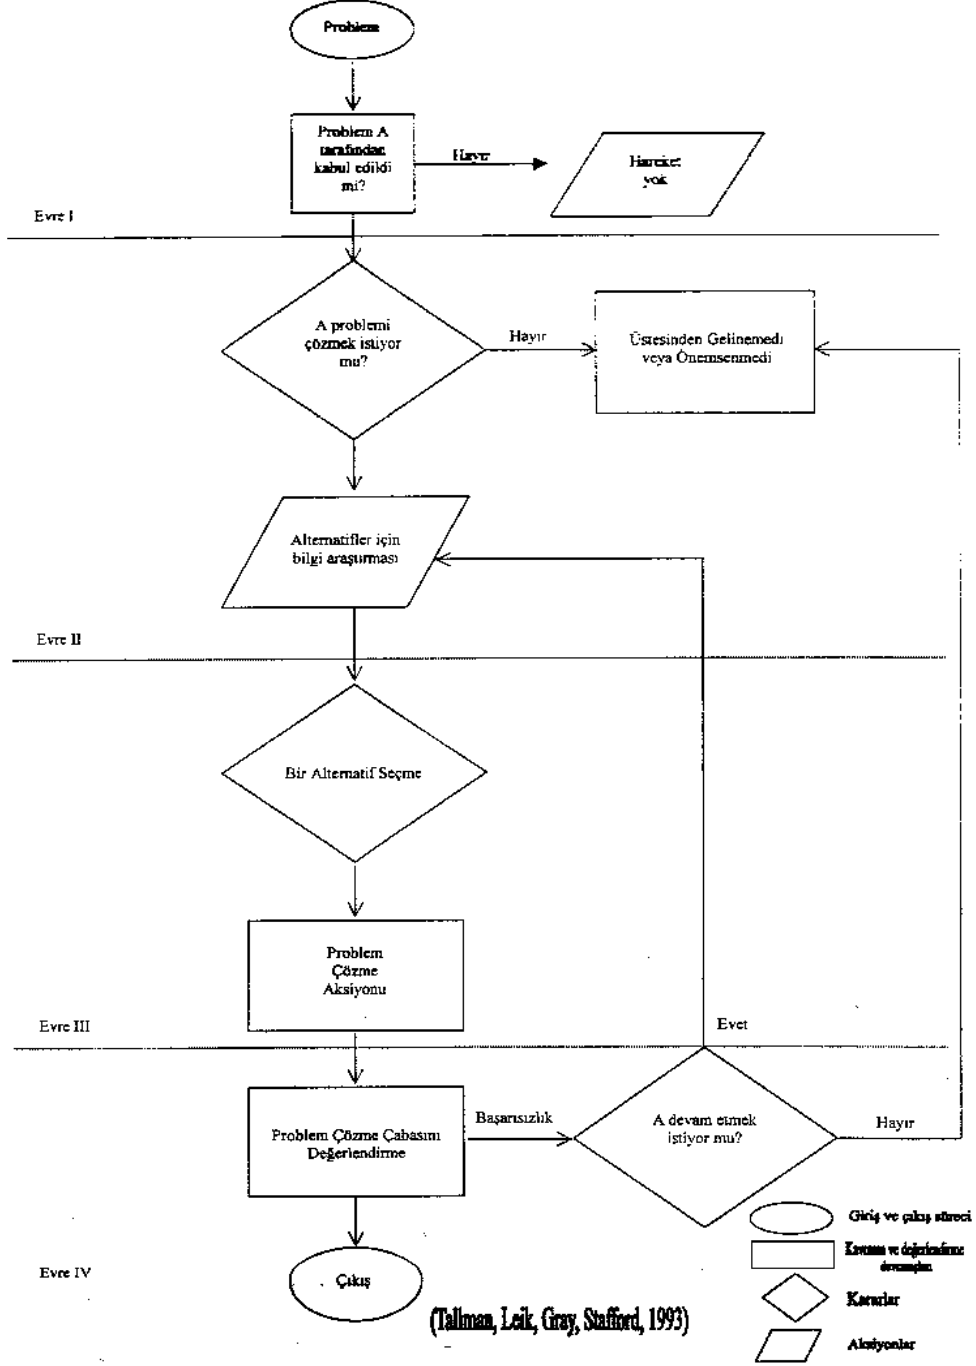 Problem
Problem A
tarafından
kabul edildi
mi?
Hayır
Hareket
yok
Evre I
A problemi
çözmek istiyor
mu?
Hayır
Üstesinden Gelinemedi
veya Önemsenmedi
Alternatifler için
bilgi araştırması
Evre II
Bir Alternatif Seçme
Problem
Çözme
Aksiyonu
Evre III
Evet
Problem Çözme Çabasını
Değerlendirme
Başarısızlık
A devam etmek
istiyor mu?
Hayır
Giriş ve çıkış süreci
ve değerlendirme
Kararlar
Aksiyonlar
Evre IV
Çıkış
(Tallman, Leik, Gray, Stafford, 1993)